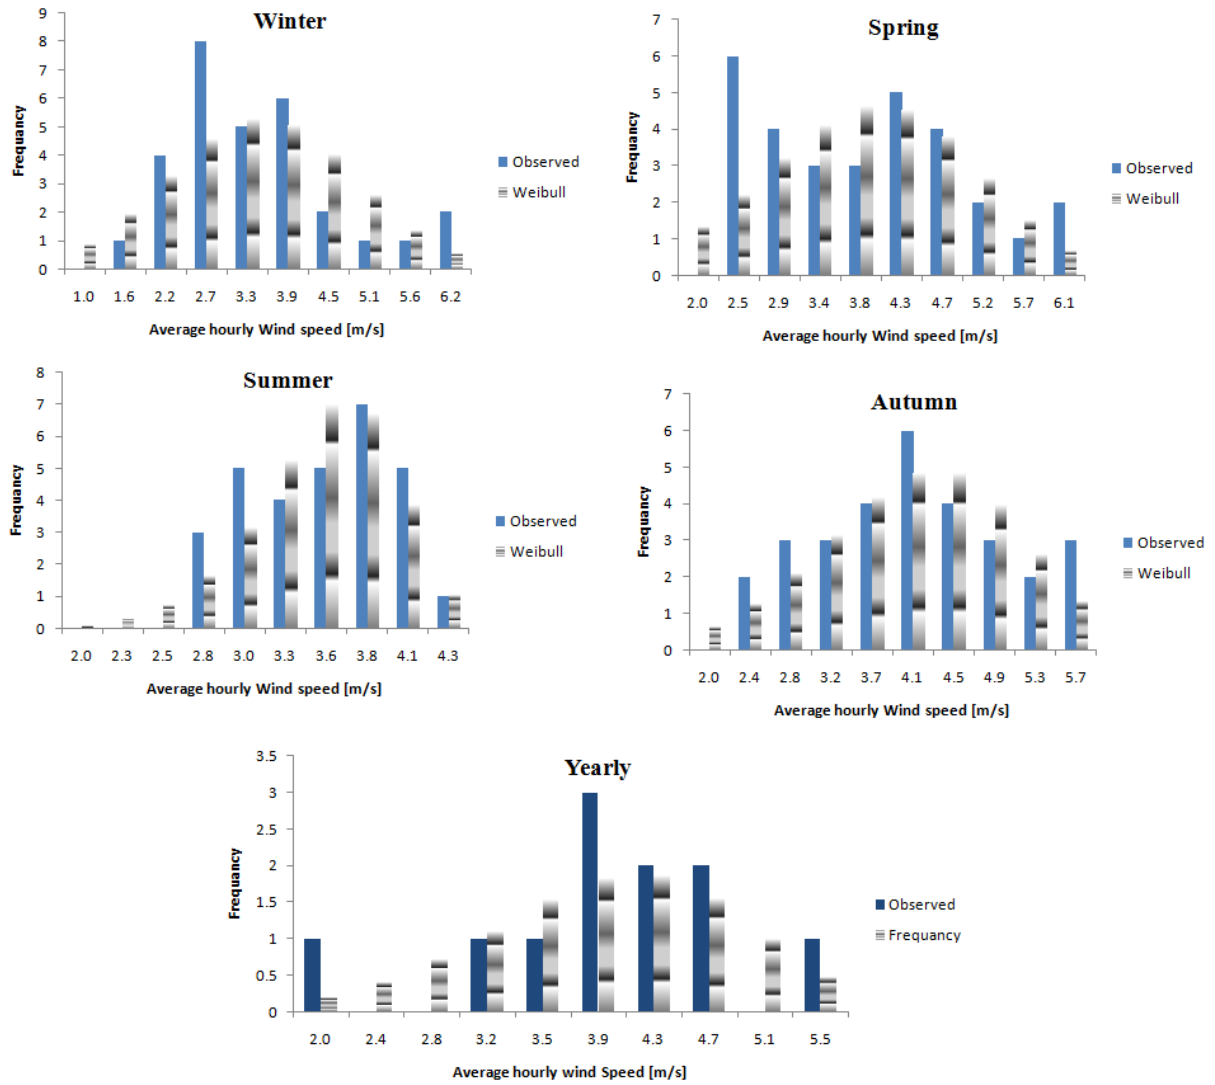 Winter
9
8
7
6
5
4
3
2
1
0
Frequancy
1.0 1.6 2.2 2.7 3.3 3.9 4.5 5.1 5.6 6.2
Average hourly Wind speed [m/s]
Observed
Weibull
Spring
7
6
5
4
3
2
1
0
Frequancy
2.0 2.5 2.9 3.4 3.8 4.3 4.7 5.2 5.7 6.1
Average hourly Wind speed [m/s]
Observed
Weibull
Summer
8
7
6
5
4
3
2
1
0
Frequancy
2.0 2.3 2.5 2.8 3.0 3.3 3.6 3.8 4.1 4.3
Average hourly Wind speed [m/s]
Observed
Weibull
Autumn
7
6
5
4
3
2
1
0
Frequancy
2.0 2.4 2.8 3.2 3.7 4.1 4.5 4.9 5.3 5.7
Average hourly Wind speed [m/s]
Observed
Weibull
Yearly
3.5
3
2.5
2
1.5
1
0.5
0
Frequancy
2.0 2.4 2.8 3.2 3.5 3.9 4.3 4.7 5.1 5.5
Average hourly wind Speed [m/s]
Observed
Frequancy